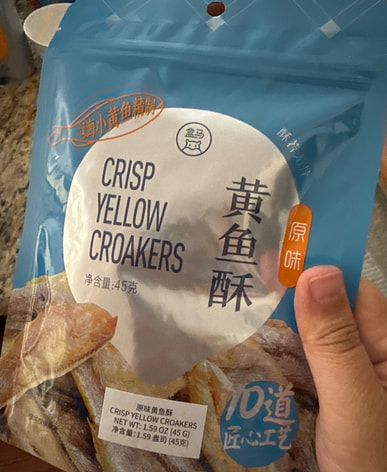 小黄鱼精制
盒马
酥
CRISP
YELLOW
CROAKERS
净含量:45克
黄鱼酥
原味
原味黄鱼酥
CRISP YELLOW CROAKERS
NET WT: 1.59 OZ (45 G)
净含量:1.59 盎司 (45克)
10道
匠心工艺